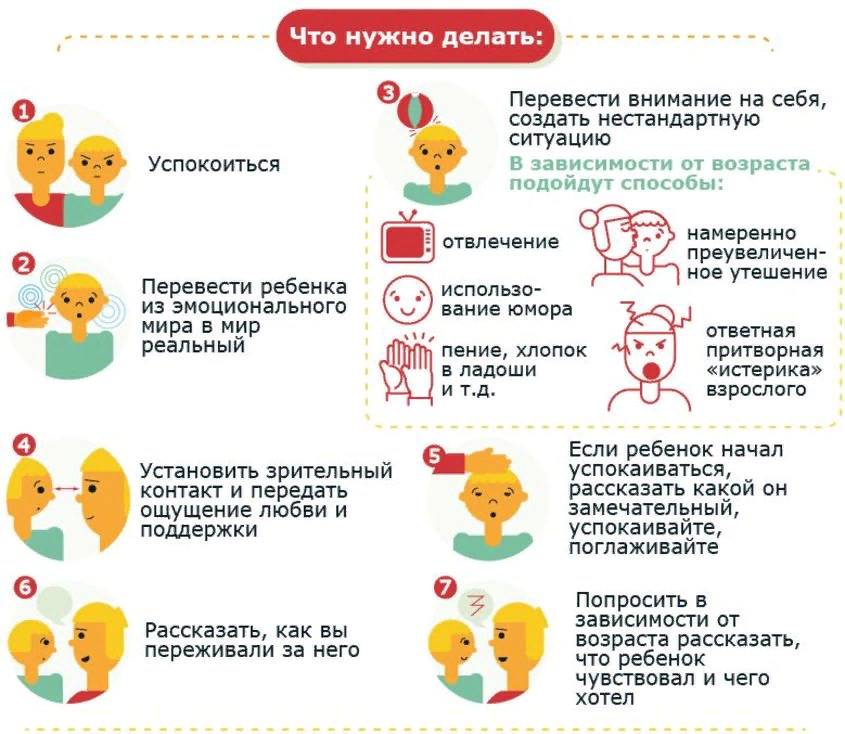 Что нужно делать:
1
Успокоиться
2
Перевести ребенка
из эмоционального
мира в мир
реальный
3
Перевести внимание на себя,
создать нестандартную
ситуацию
В зависимости от возраста
подойдут способы:
отвлечение
использо-
вание юмора
пение, хлопок
в ладоши
и т.д.
намеренно
преувеличен-
ное утешение
ответная
притворная
«истерика»
взрослого
4
Установить зрительный
контакт и передать
ощущение любви и
поддержки
5
Если ребенок начал
успокаиваться,
рассказать какой он
замечательный,
успокаивайте,
поглаживайте
6
Рассказать, как вы
переживали за него
7
Попросить в
зависимости от
возраста рассказать,
что ребенок
чувствовал и чего
хотел